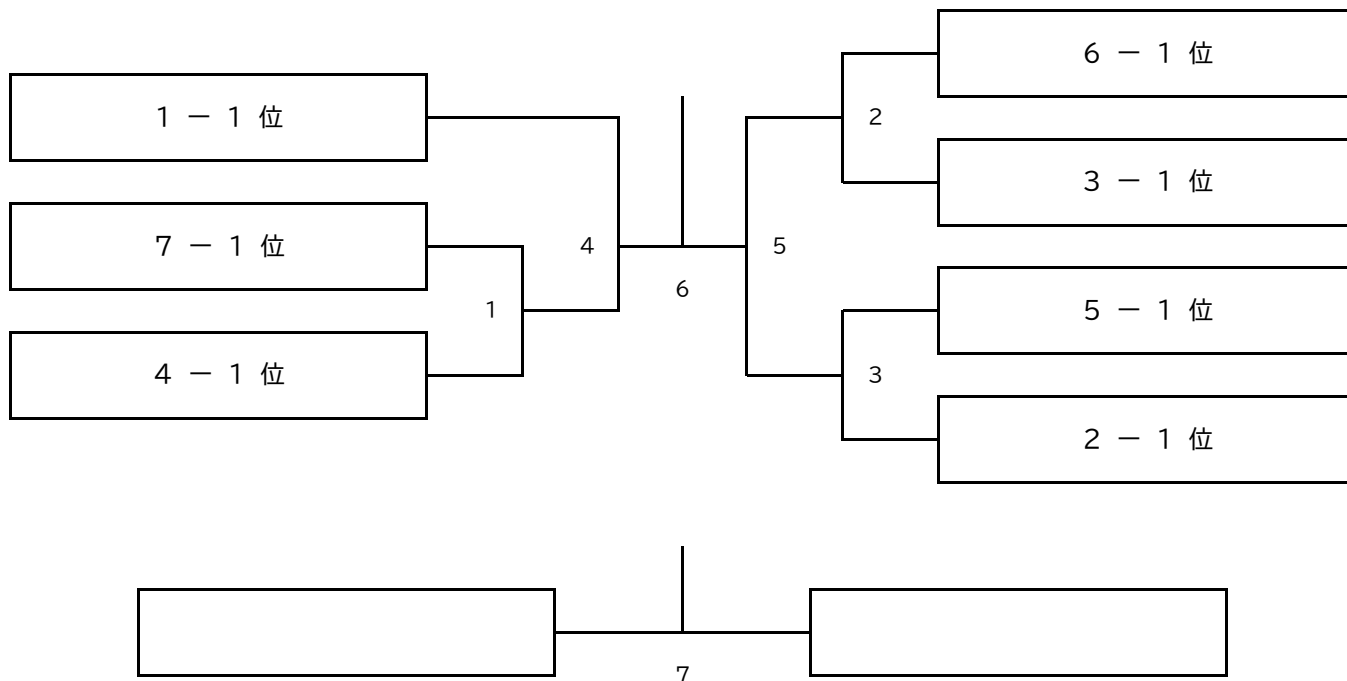 6 － 1 位
1 － 1 位
2
3 － 1 位
7 － 1 位
4
5
6
1
5 － 1 位
4 － 1 位
3
2 － 1 位
7